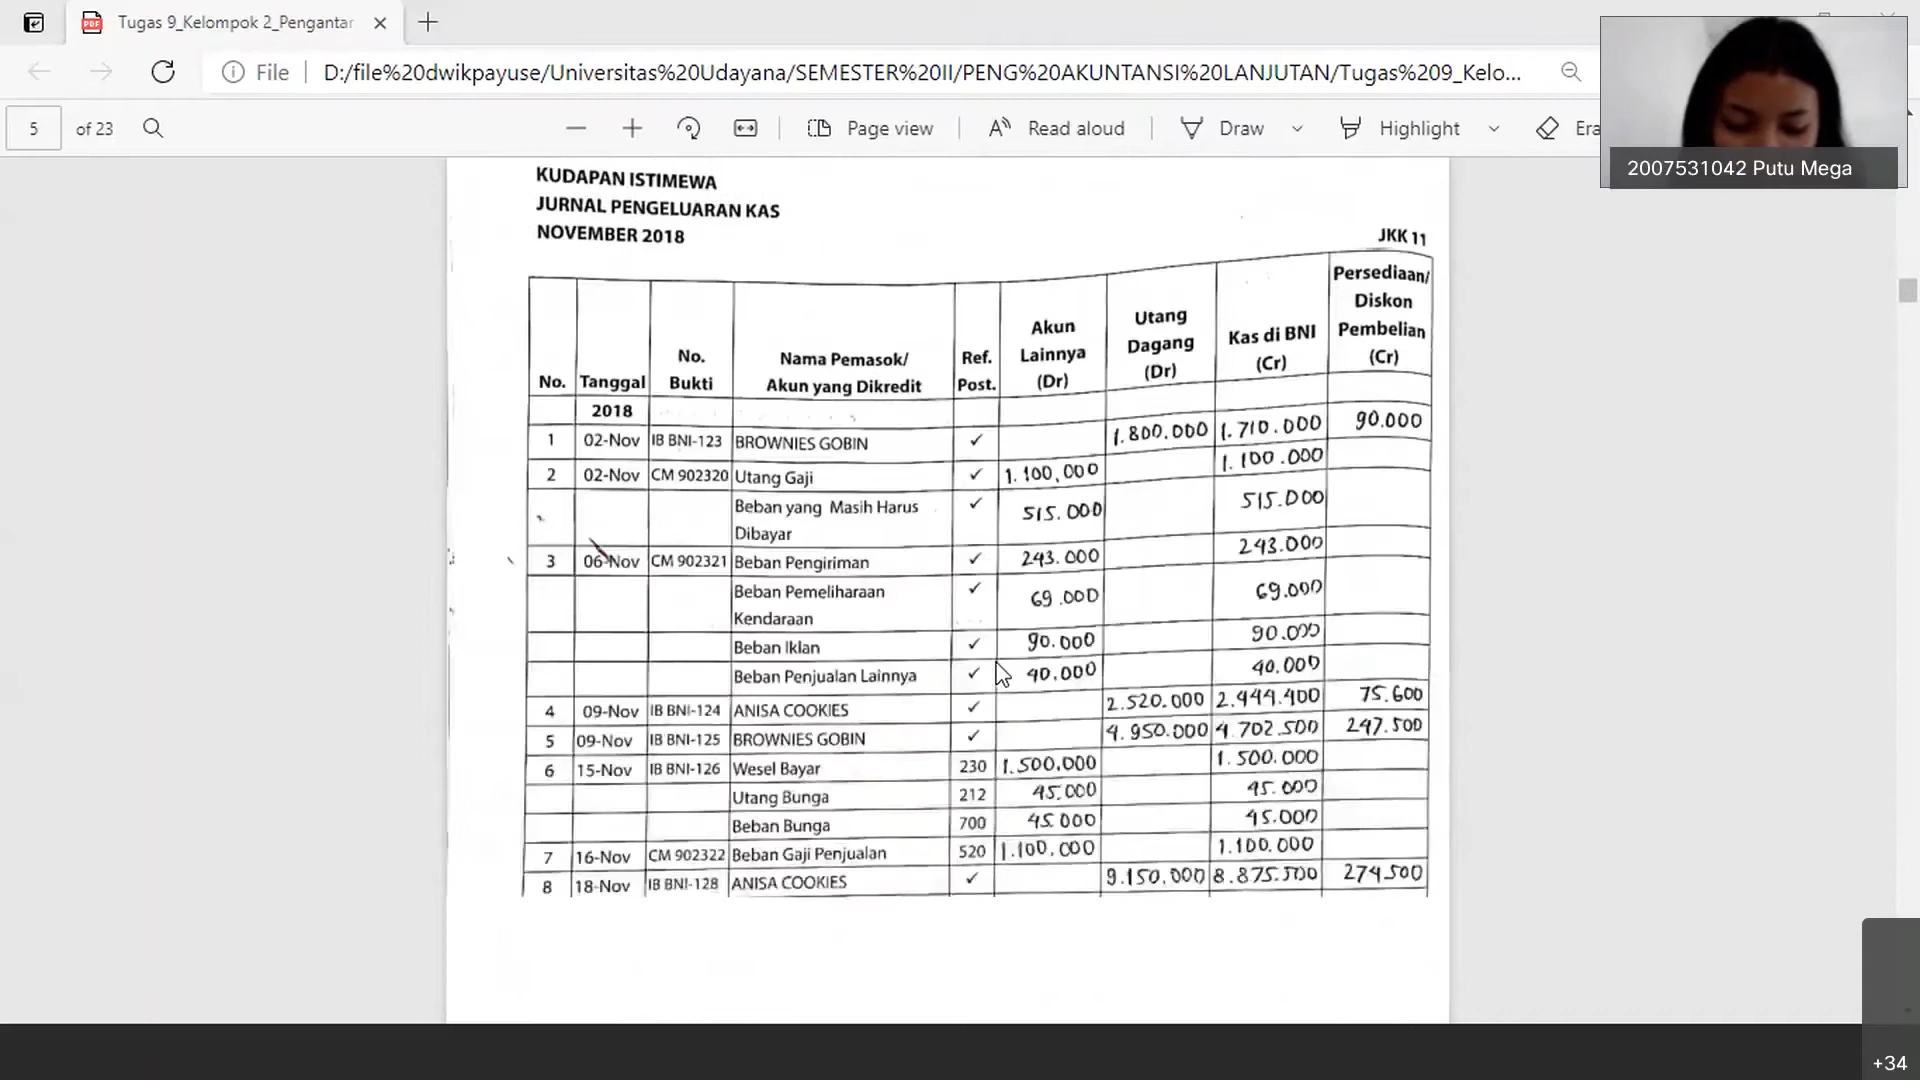 Tugas 9_Kelompok 2_Pengantar
File
D:/file%20dwikpayuse/Universitas%20Udayana/SEMESTER%20II/PENG%20AKUNTANSI%20LANJUTAN/Tugas%209_Kelo...
5 of 23
Page view
Read aloud
Draw
Highlight
Era
2007531042 Putu Mega
KUDAPAN ISTIMEWA
JURNAL PENGELUARAN KAS
NOVEMBER 2018
JKK 11
No. Tanggal No. Bukti Nama Pemasok/ Akun yang Dikredit Ref. Post. Akun Lainnya (Dr) Utang Dagang (Dr) Kas di BNI (Cr) Persediaan/ Diskon Pembelian (Cr)
2018
1 02-Nov IB BNI-123 BROWNIES GOBIN ✓ 1.800.000 1.710.000 90.000
2 02-Nov CM 902320 Utang Gaji ✓ 1.100,000 1.100.000
Beban yang Masih Harus Dibayar ✓ 515.000 515.000
3 06-Nov CM 902321 Beban Pengiriman ✓ 243.000 243.000
Beban Pemeliharaan Kendaraan ✓ 69.000 69.000
Beban Iklan ✓ 90.000 90.000
Beban Penjualan Lainnya ✓ 40.000 40.000
4 09-Nov IB BNI-124 ANISA COOKIES ✓ 2.520.000 2.444.400 75.600
5 09-Nov IB BNI-125 BROWNIES GOBIN ✓ 4.950.000 4.702.500 247.500
6 15-Nov IB BNI-126 Wesel Bayar 230 1.500.000 1.500.000
Utang Bunga 212 45.000 45.000
Beban Bunga 700 45.000 45.000
7 16-Nov CM 902322 Beban Gaji Penjualan 520 1.100.000 1.100.000
8 18-Nov IB BNI-128 ANISA COOKIES ✓ 9.150.000 8.875.500 274.500
+34